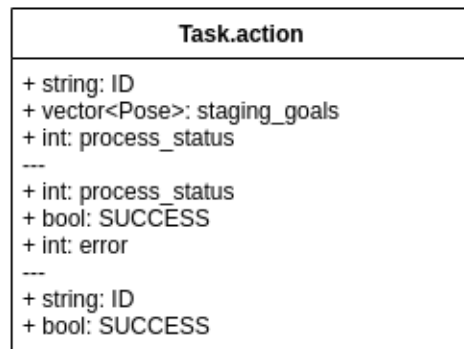 Task.action
+ string: ID
+ vector<Pose>: staging_goals
+ int: process_status
---
+ int: process_status
+ bool: SUCCESS
+ int: error
---
+ string: ID
+ bool: SUCCESS